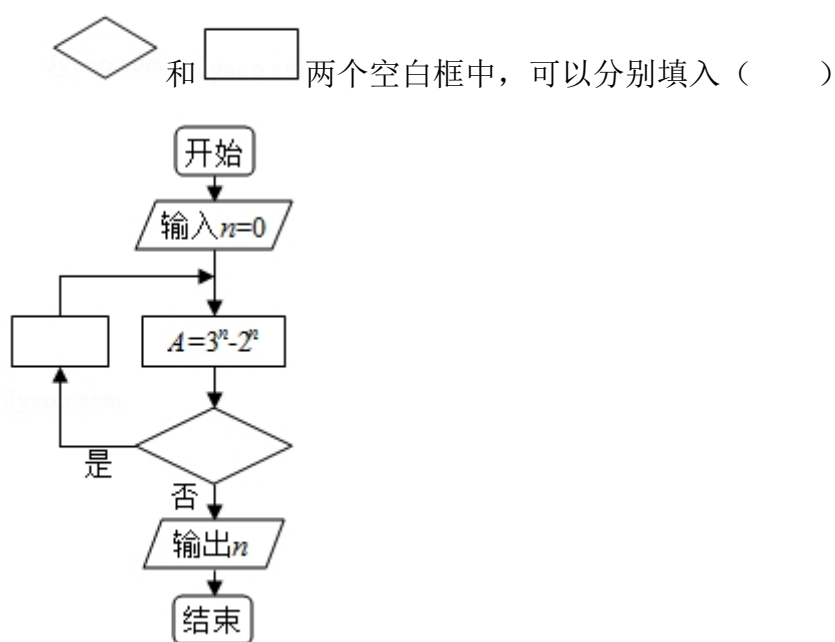 和 两个空白框中，可以分别填入（ ）
开始
输入n=0
A=3ⁿ-2ⁿ
是
否
输出n
结束